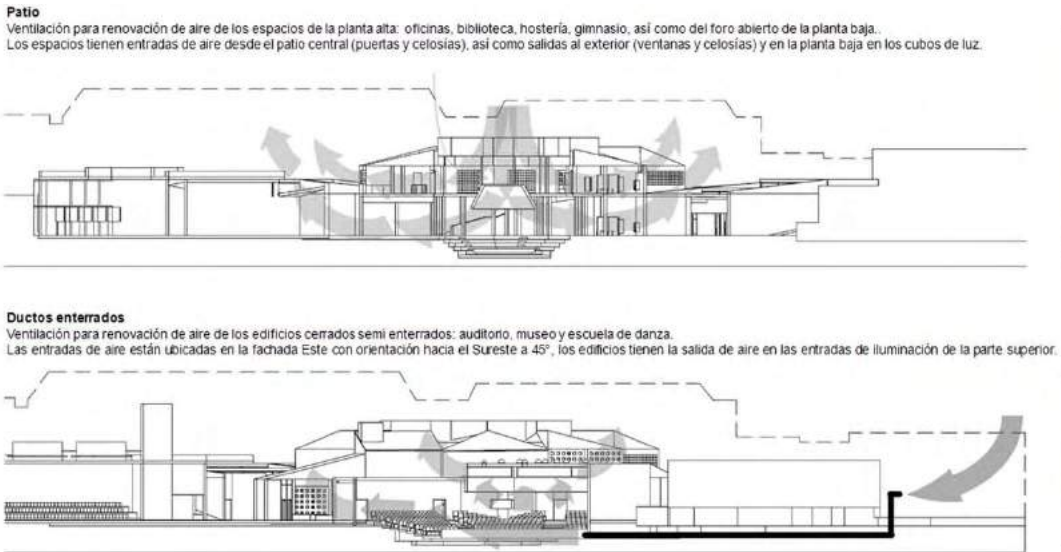 Patio
Ventilación para renovación de aire de los espacios de la planta alta: oficinas, biblioteca, hostería, gimnasio, así como del foro abierto de la planta baja..
Los espacios tienen entradas de aire desde el patio central (puertas y celosías), así como salidas al exterior (ventanas y celosías) y en la planta baja en los cubos de luz.
Ductos enterrados
Ventilación para renovación de aire de los edificios cerrados semi enterrados: auditorio, museo y escuela de danza.
Las entradas de aire están ubicadas en la fachada Este con orientación hacia el Sureste a 45°, los edificios tienen la salida de aire en las entradas de iluminación de la parte superior.